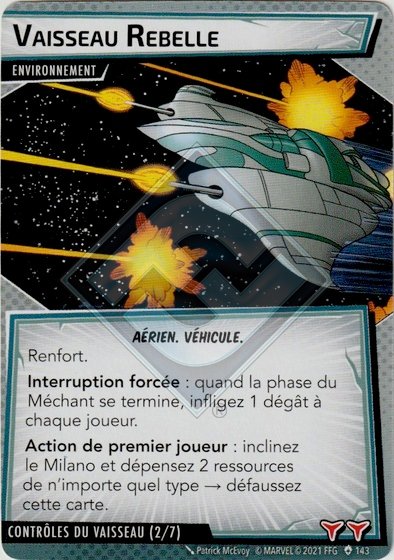 VAISSEAU REBELLE
ENVIRONNEMENT
AÉRIEN. VÉHICULE.
Renfort.
Interruption forcée : quand la phase du
Méchant se termine, infligez 1 dégât à
chaque joueur.
Action de premier joueur : inclinez
le Milano et dépensez 2 ressources
de n'importe quel type → défaussez
cette carte.
CONTRÔLES DU VAISSEAU (2/7)
Patrick McEvoy. © MARVEL © 2021 FFG 143